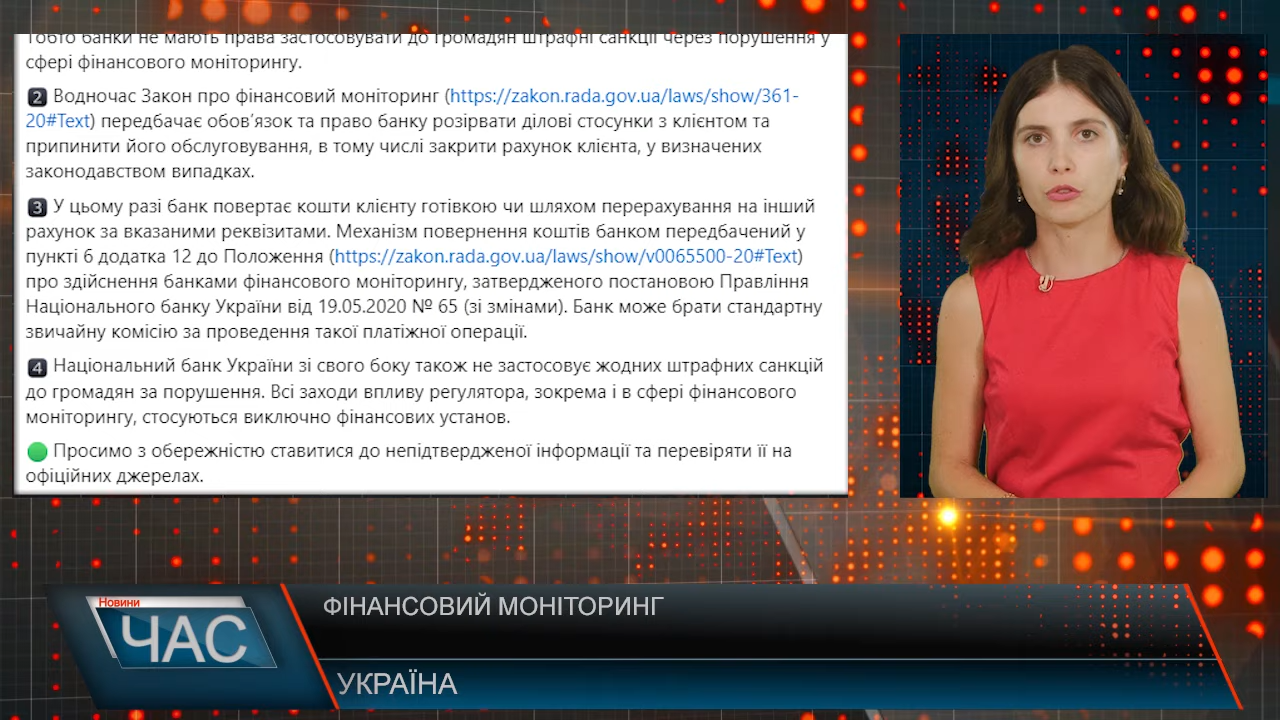 тобто банки не мають права застосовувати до громадян штрафні санкції через порушення у
сфері фінансового моніторингу.
2 Водночас Закон про фінансовий моніторинг (https://zakon.rada.gov.ua/laws/show/361-
20#Text) передбачає обов'язок та право банку розірвати ділові стосунки з клієнтом та
припинити його обслуговування, в тому числі закрити рахунок клієнта, у визначених
законодавством випадках.
3 У цьому разі банк повертає кошти клієнту готівкою чи шляхом перерахування на інший
рахунок за вказаними реквізитами. Механізм повернення коштів банком передбачений у
пункті 6 додатка 12 до Положення (https://zakon.rada.gov.ua/laws/show/v0065500-20#Text)
про здійснення банками фінансового моніторингу, затвердженого постановою Правління
Національного банку України від 19.05.2020 № 65 (зі змінами). Банк може брати стандартну
звичайну комісію за проведення такої платіжної операції.
4 Національний банк України зі свого боку також не застосовує жодних штрафних санкцій
до громадян за порушення. Всі заходи впливу регулятора, зокрема і в сфері фінансового
моніторингу, стосуються виключно фінансових установ.
Просимо з обережністю ставитися до непідтвердженої інформації та перевіряти її на
офіційних джерелах.
Новини
ЧАС
ФІНАНСОВИЙ МОНІТОРИНГ
УКРАЇНА